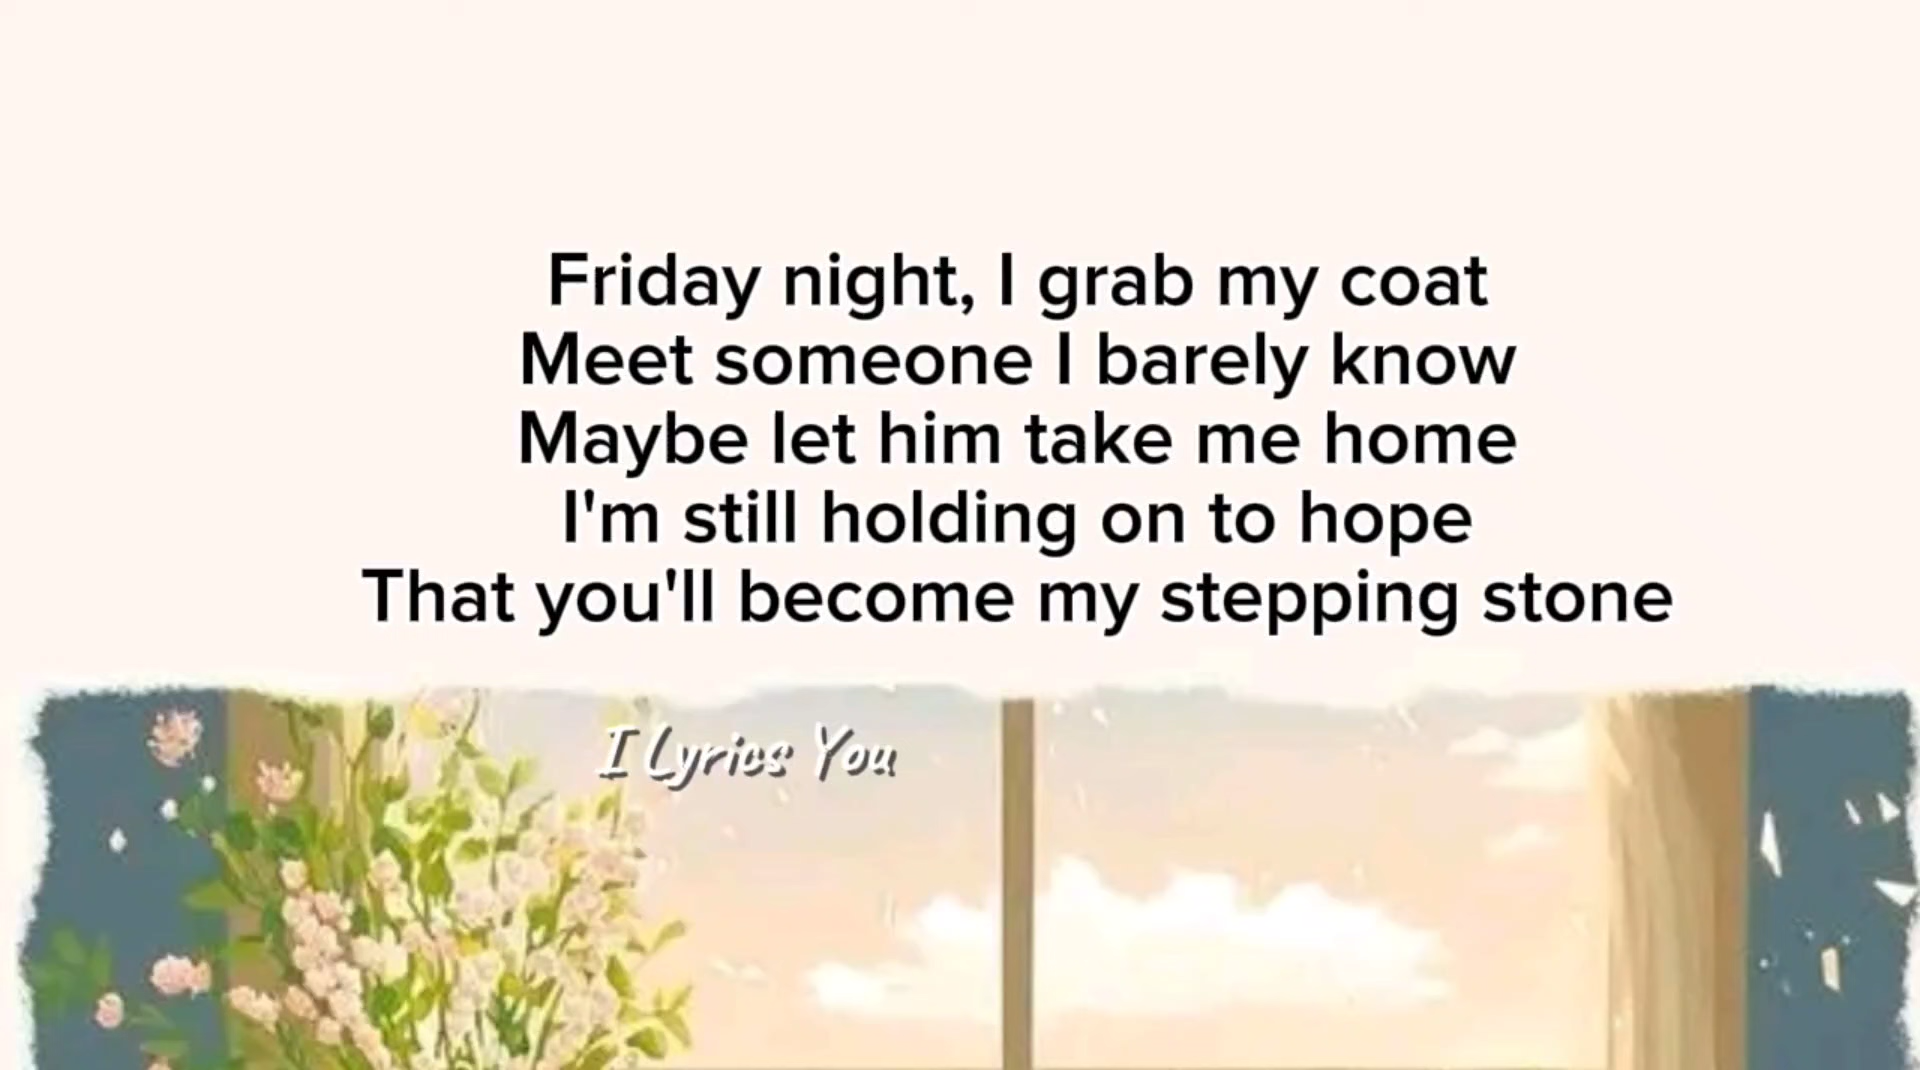 Friday night, I grab my coat
Meet someone I barely know
Maybe let him take me home
I'm still holding on to hope
That you'll become my stepping stone
I Lyrics You